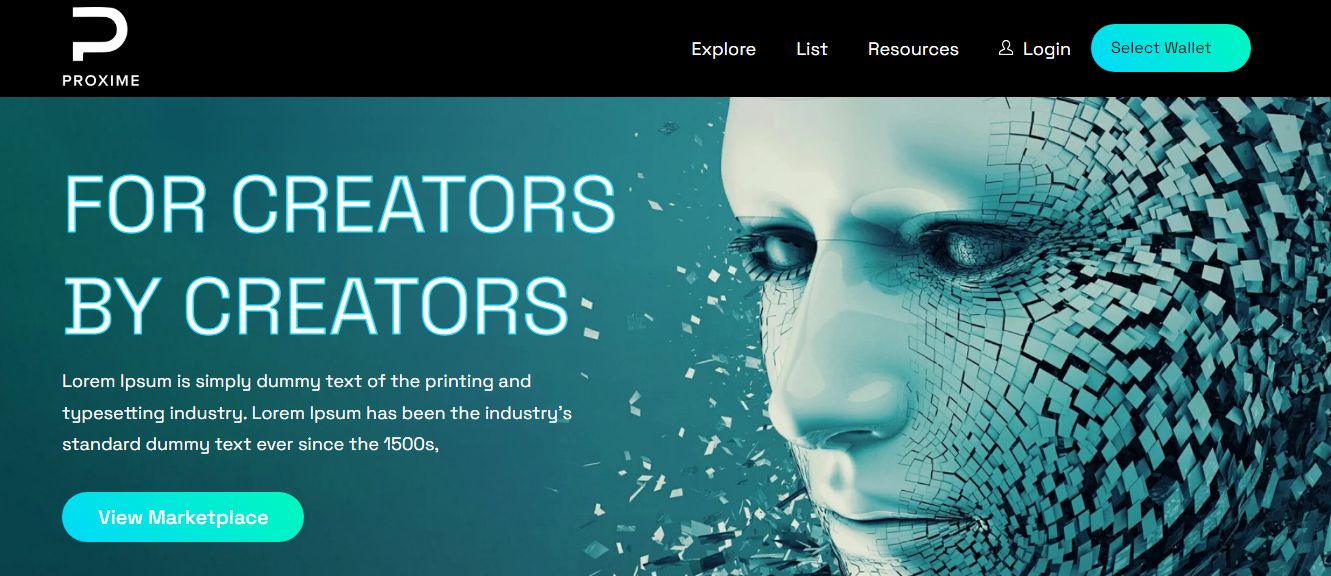 PROXIME
Explore List Resources Login Select Wallet
FOR CREATORS
BY CREATORS
Lorem Ipsum is simply dummy text of the printing and
typesetting industry. Lorem Ipsum has been the industry's
standard dummy text ever since the 1500s,
View Marketplace